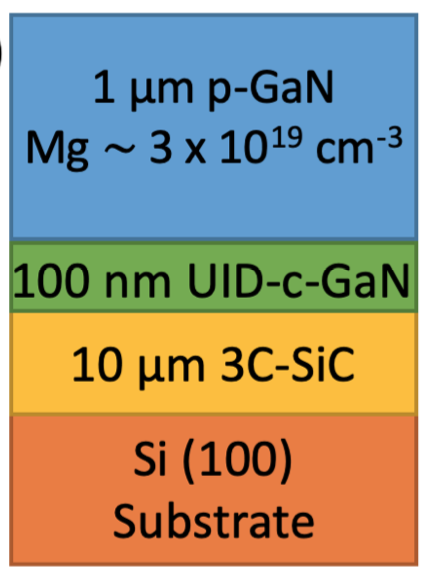 1 μm p-GaN
Mg ~ 3 x 10¹⁹ cm⁻³
100 nm UID-c-GaN
10 μm 3C-SiC
Si (100)
Substrate